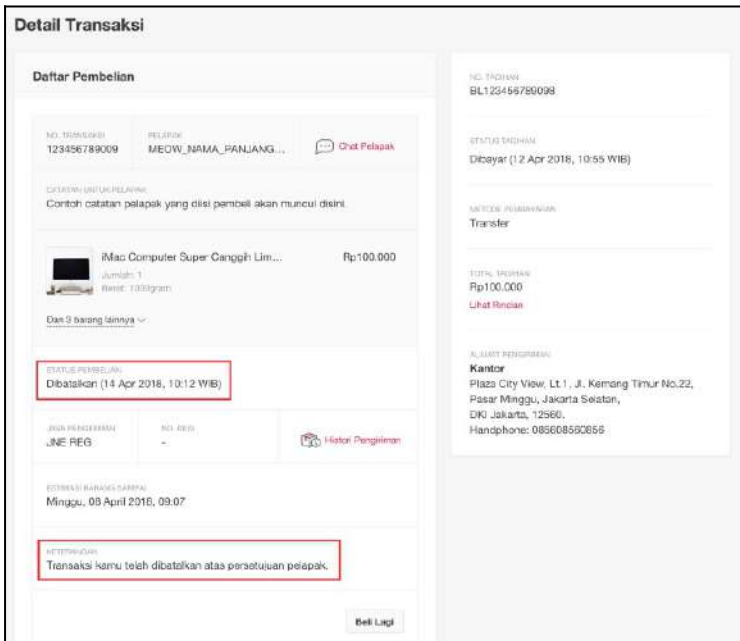 Detail Transaksi
Daftar Pembelian
NO. TRANSAKSI
123456789009
PELAPAK
MEOW_NAMA_PANJANG...
Chat Pelapak
CATATAN UNTUK PELAPAK
Contoh catatan pelapak yang diisi pembeli akan muncul disini.
iMac Computer Super Canggih Lim...
Rp100.000
Jumlah: 1
Berat: 1000gram
Dan 3 barang lainnya
STATUS PEMBELIAN
Dibatalkan (14 Apr 2018, 10:12 WIB)
JASA PENGIRIMAN
JNE REG
NO. RESI
-
Histori Pengiriman
ESTIMASI BARANG SAMPAI
Minggu, 08 April 2018, 09:07
KETERANGAN
Transaksi kamu telah dibatalkan atas persetujuan pelapak.
Beli Lagi
NO. TAGIHAN
BL123456789098
STATUS TAGIHAN
Dibayar (12 Apr 2018, 10:55 WIB)
METODE PEMBAYARAN
Transfer
TOTAL TAGIHAN
Rp100.000
Lihat Rincian
ALAMAT PENGIRIMAN
Kantor
Plaza City View, Lt.1, Jl. Kemang Timur No.22,
Pasar Minggu, Jakarta Selatan,
DKI Jakarta, 12560.
Handphone: 085608560856